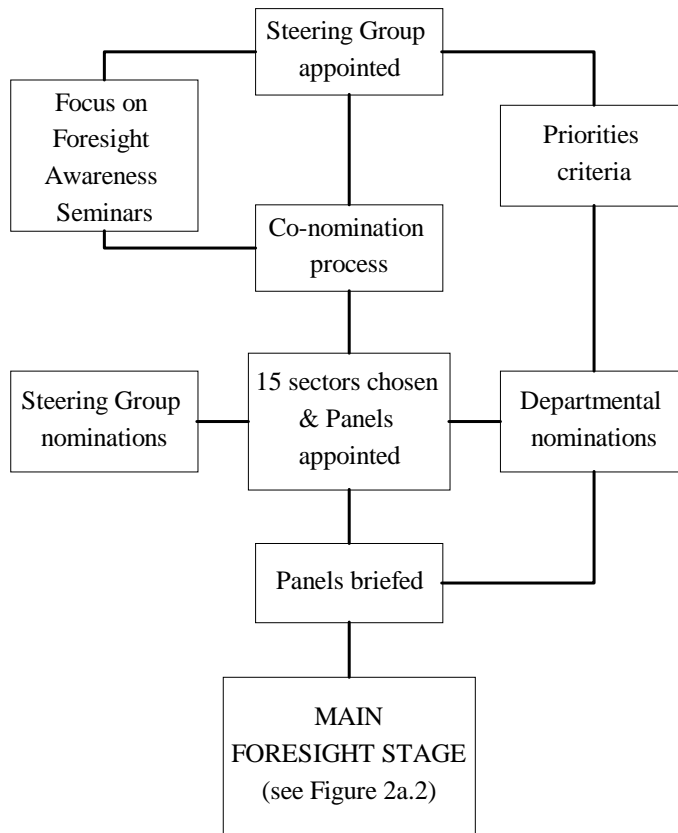 Steering Group
appointed
Focus on
Foresight
Awareness
Seminars
Priorities
criteria
Co-nomination
process
Steering Group
nominations
15 sectors chosen
& Panels
appointed
Departmental
nominations
Panels briefed
MAIN
FORESIGHT STAGE
(see Figure 2a.2)